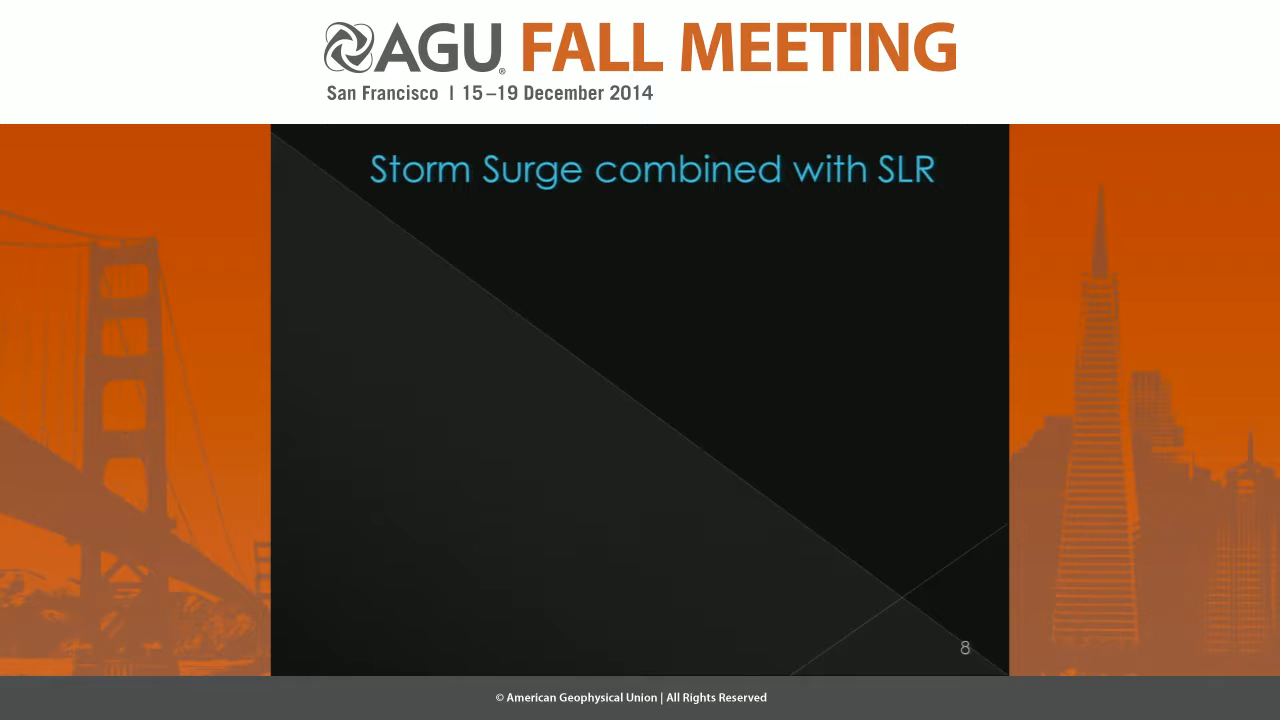 AGU® FALL MEETING
San Francisco | 15–19 December 2014
Storm Surge combined with SLR
8
© American Geophysical Union | All Rights Reserved